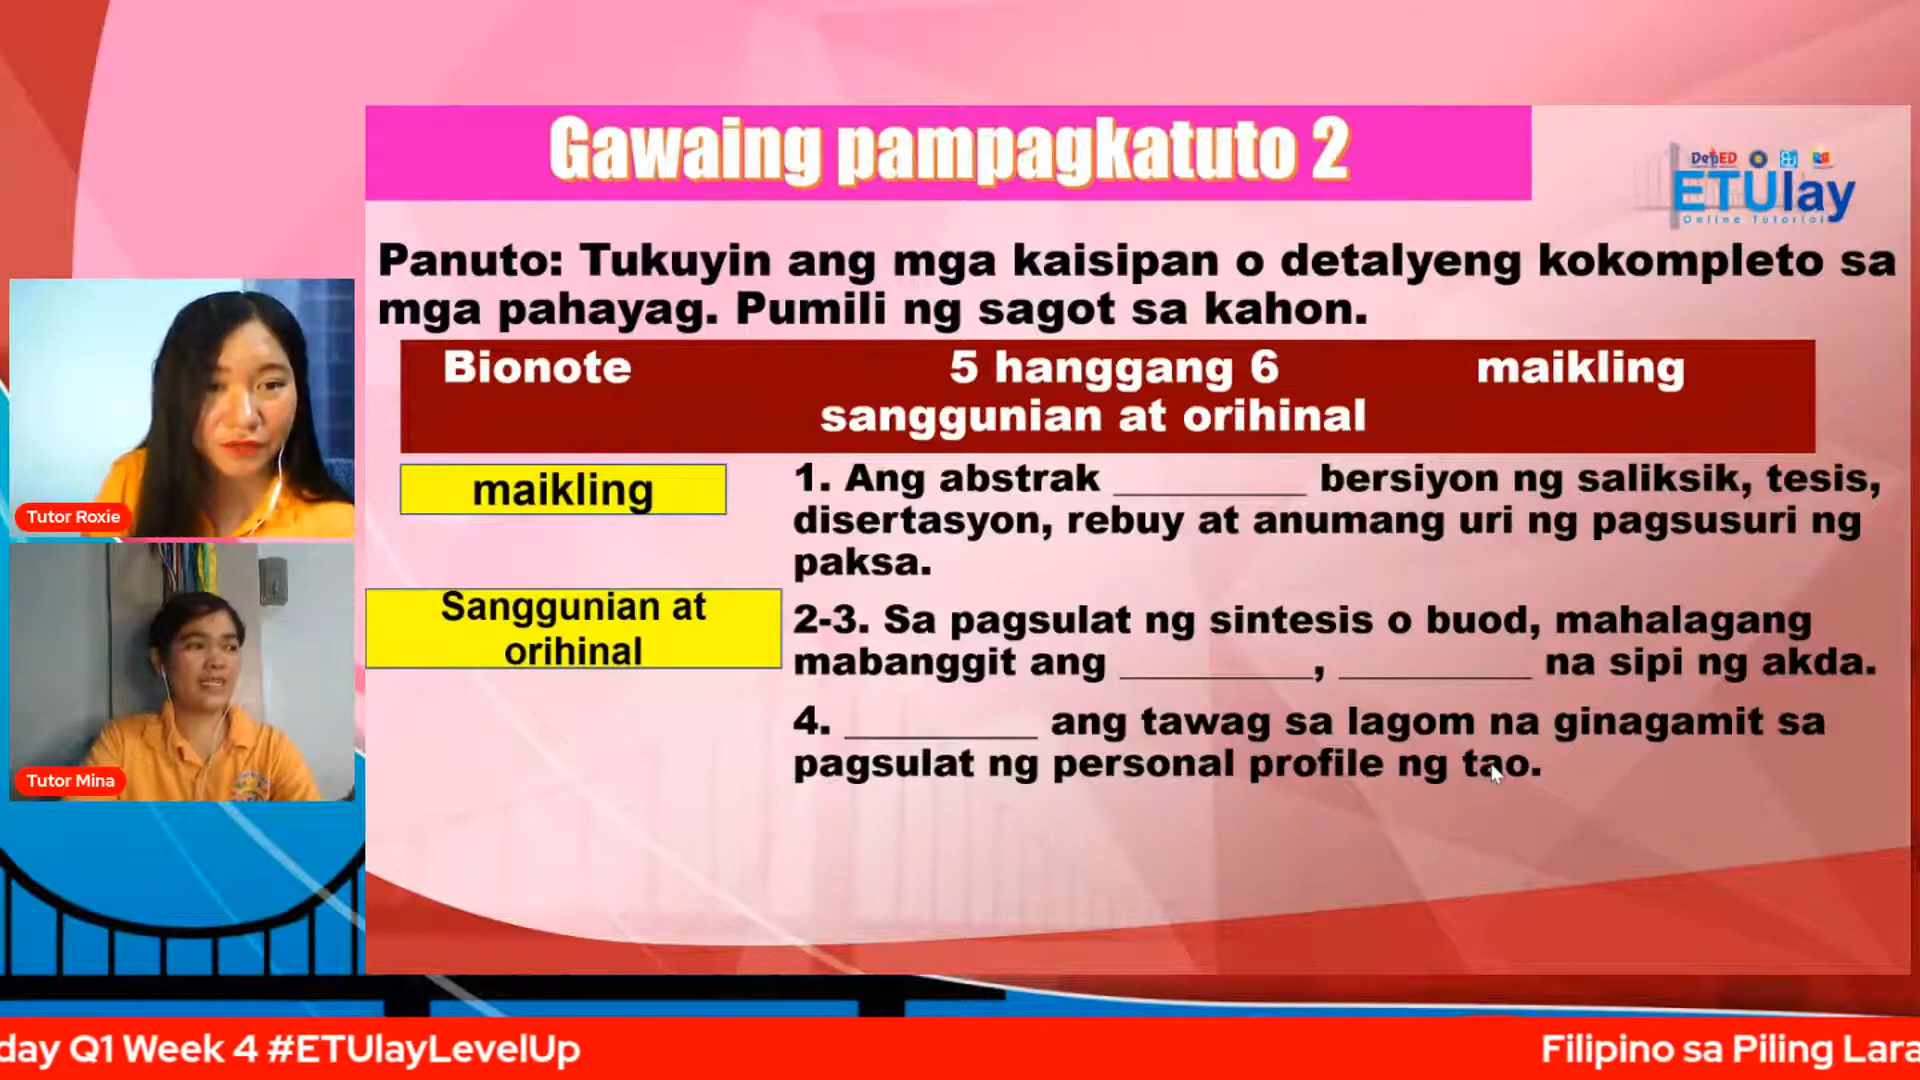 Gawaing pampagkatuto 2
DepED
ETUlay
Online Tutorial
Panuto: Tukuyin ang mga kaisipan o detalyeng kokompleto sa
mga pahayag. Pumili ng sagot sa kahon.
Bionote 5 hanggang 6 maikling
sanggunian at orihinal
maikling
1. Ang abstrak __________ bersiyon ng saliksik, tesis,
disertasyon, rebuy at anumang uri ng pagsusuri ng
paksa.
Sanggunian at
orihinal
2-3. Sa pagsulat ng sintesis o buod, mahalagang
mabanggit ang __________, __________ na sipi ng akda.
4. __________ ang tawag sa lagom na ginagamit sa
pagsulat ng personal profile ng tao.
Tutor Roxie
Tutor Mina
day Q1 Week 4 #ETUlayLevelUp
Filipino sa Piling Lara